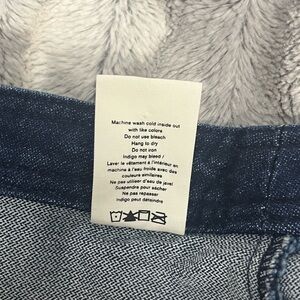 Machine wash cold inside out
with like colors
Do not use bleach
Hang to dry
Do not iron
Indigo may bleed /
Laver le vêtement à l'intérieur en
machine à l'eau froide avec des
couleurs similaires
Ne pas utiliser d'eau de javel
Suspendre pour sécher
Ne pas repasser
Indigo peut déteindre